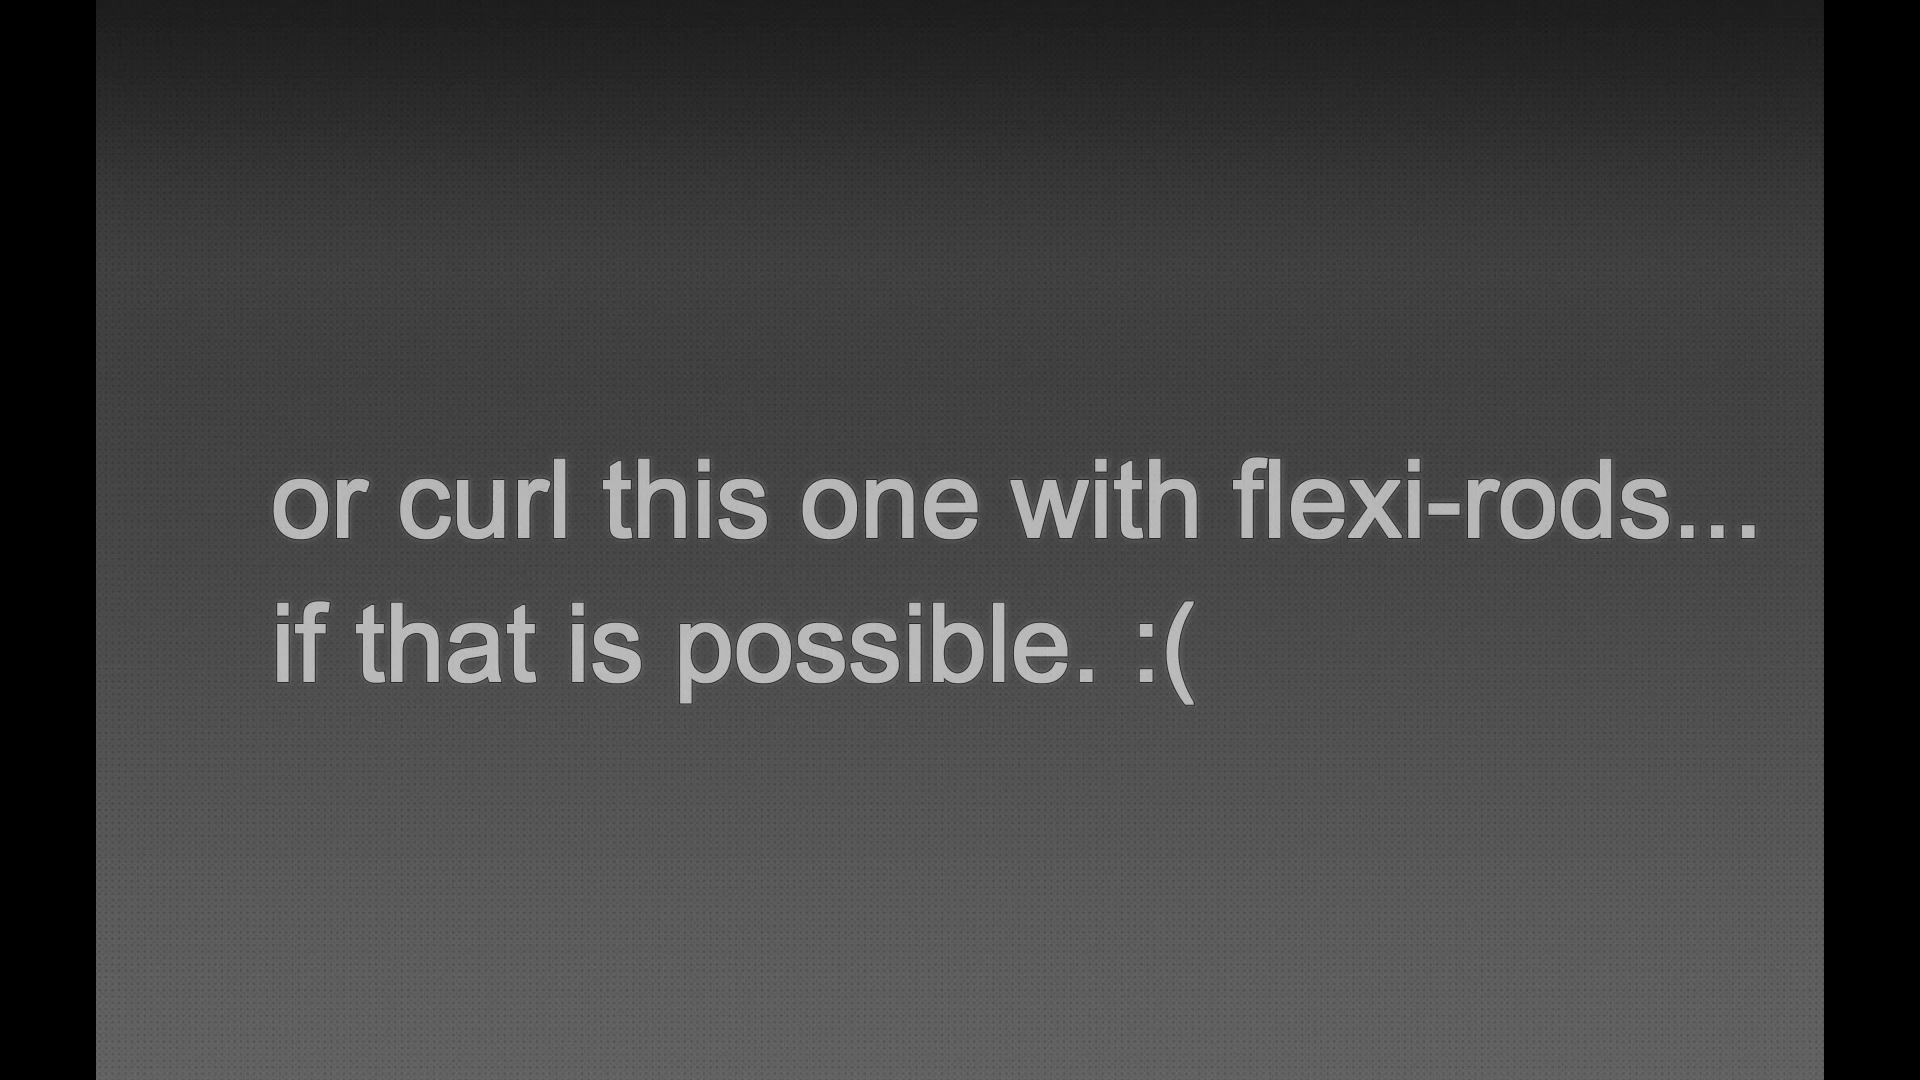 or curl this one with flexi-rods...
if that is possible. :(